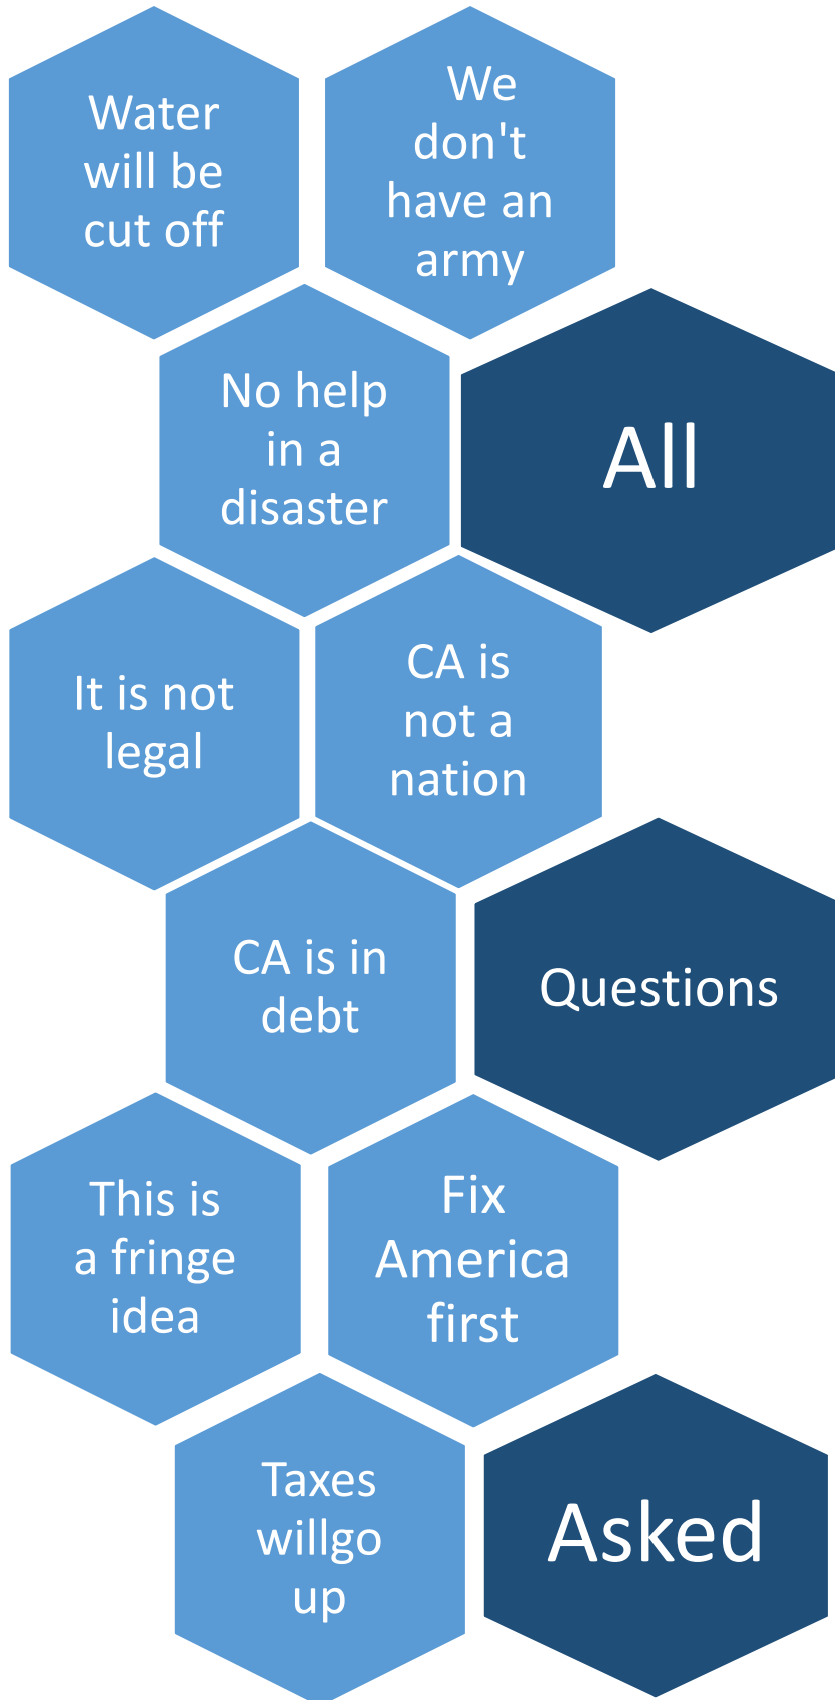 Water
will be
cut off
We
don't
have an
army
No help
in a
disaster
All
It is not
legal
CA is
not a
nation
CA is in
debt
Questions
This is
a fringe
idea
Fix
America
first
Taxes
willgo
up
Asked